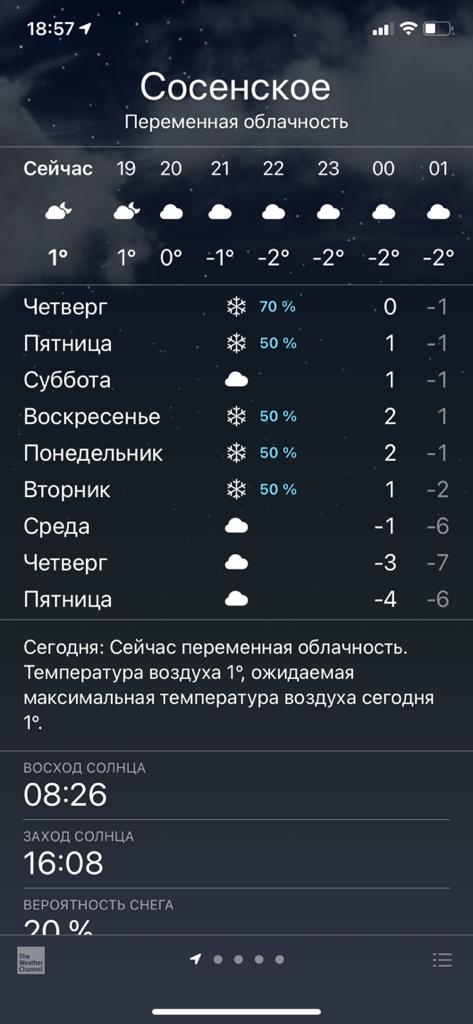 18:57
Сосенское
Переменная облачность
Сейчас 19 20 21 22 23 00 01
1° 1° 0° -1° -2° -2° -2° -2°
Четверг 70 % 0 -1
Пятница 50 % 1 -1
Суббота 1 -1
Воскресенье 50 % 2 1
Понедельник 50 % 2 -1
Вторник 50 % 1 -2
Среда -1 -6
Четверг -3 -7
Пятница -4 -6
Сегодня: Сейчас переменная облачность.
Температура воздуха 1°, ожидаемая
максимальная температура воздуха сегодня
1°.
ВОСХОД СОЛНЦА
08:26
ЗАХОД СОЛНЦА
16:08
ВЕРОЯТНОСТЬ СНЕГА
20 %
The
Weather
Channel